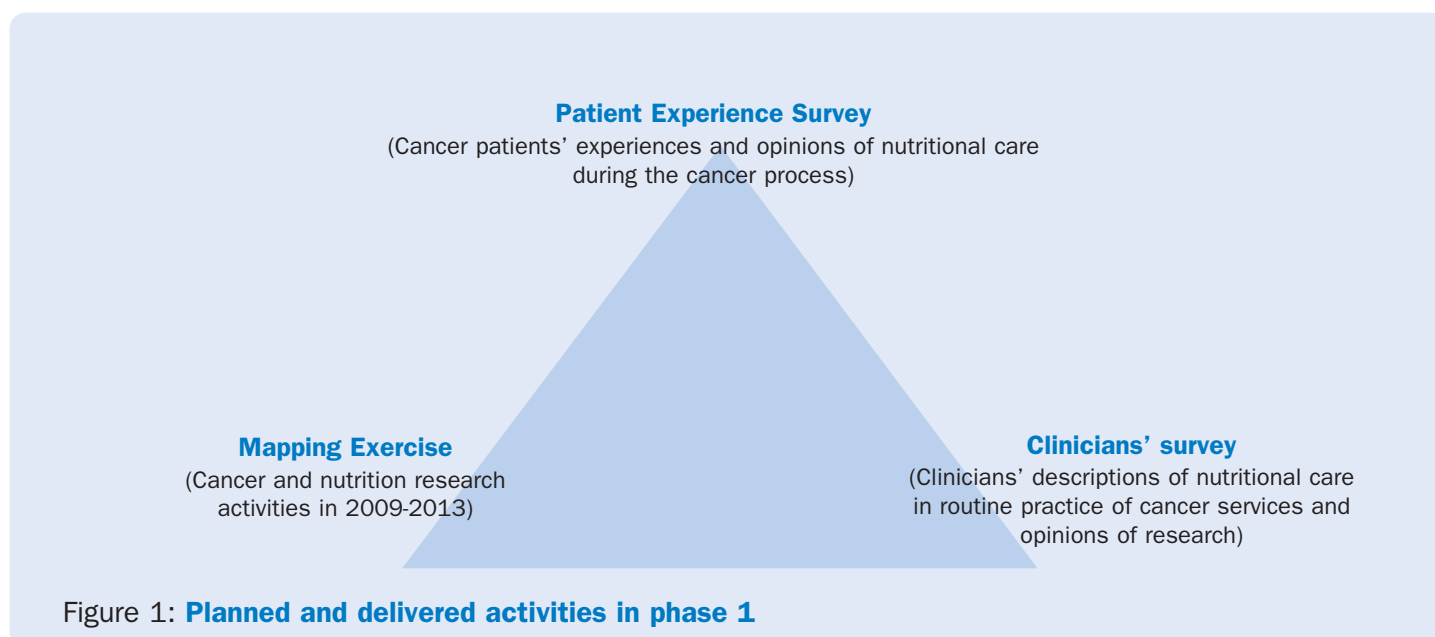 Patient Experience Survey
(Cancer patients’ experiences and opinions of nutritional care
during the cancer process)
Mapping Exercise
(Cancer and nutrition research
activities in 2009-2013)
Clinicians’ survey
(Clinicians’ descriptions of nutritional care
in routine practice of cancer services and
opinions of research)
Figure 1: Planned and delivered activities in phase 1